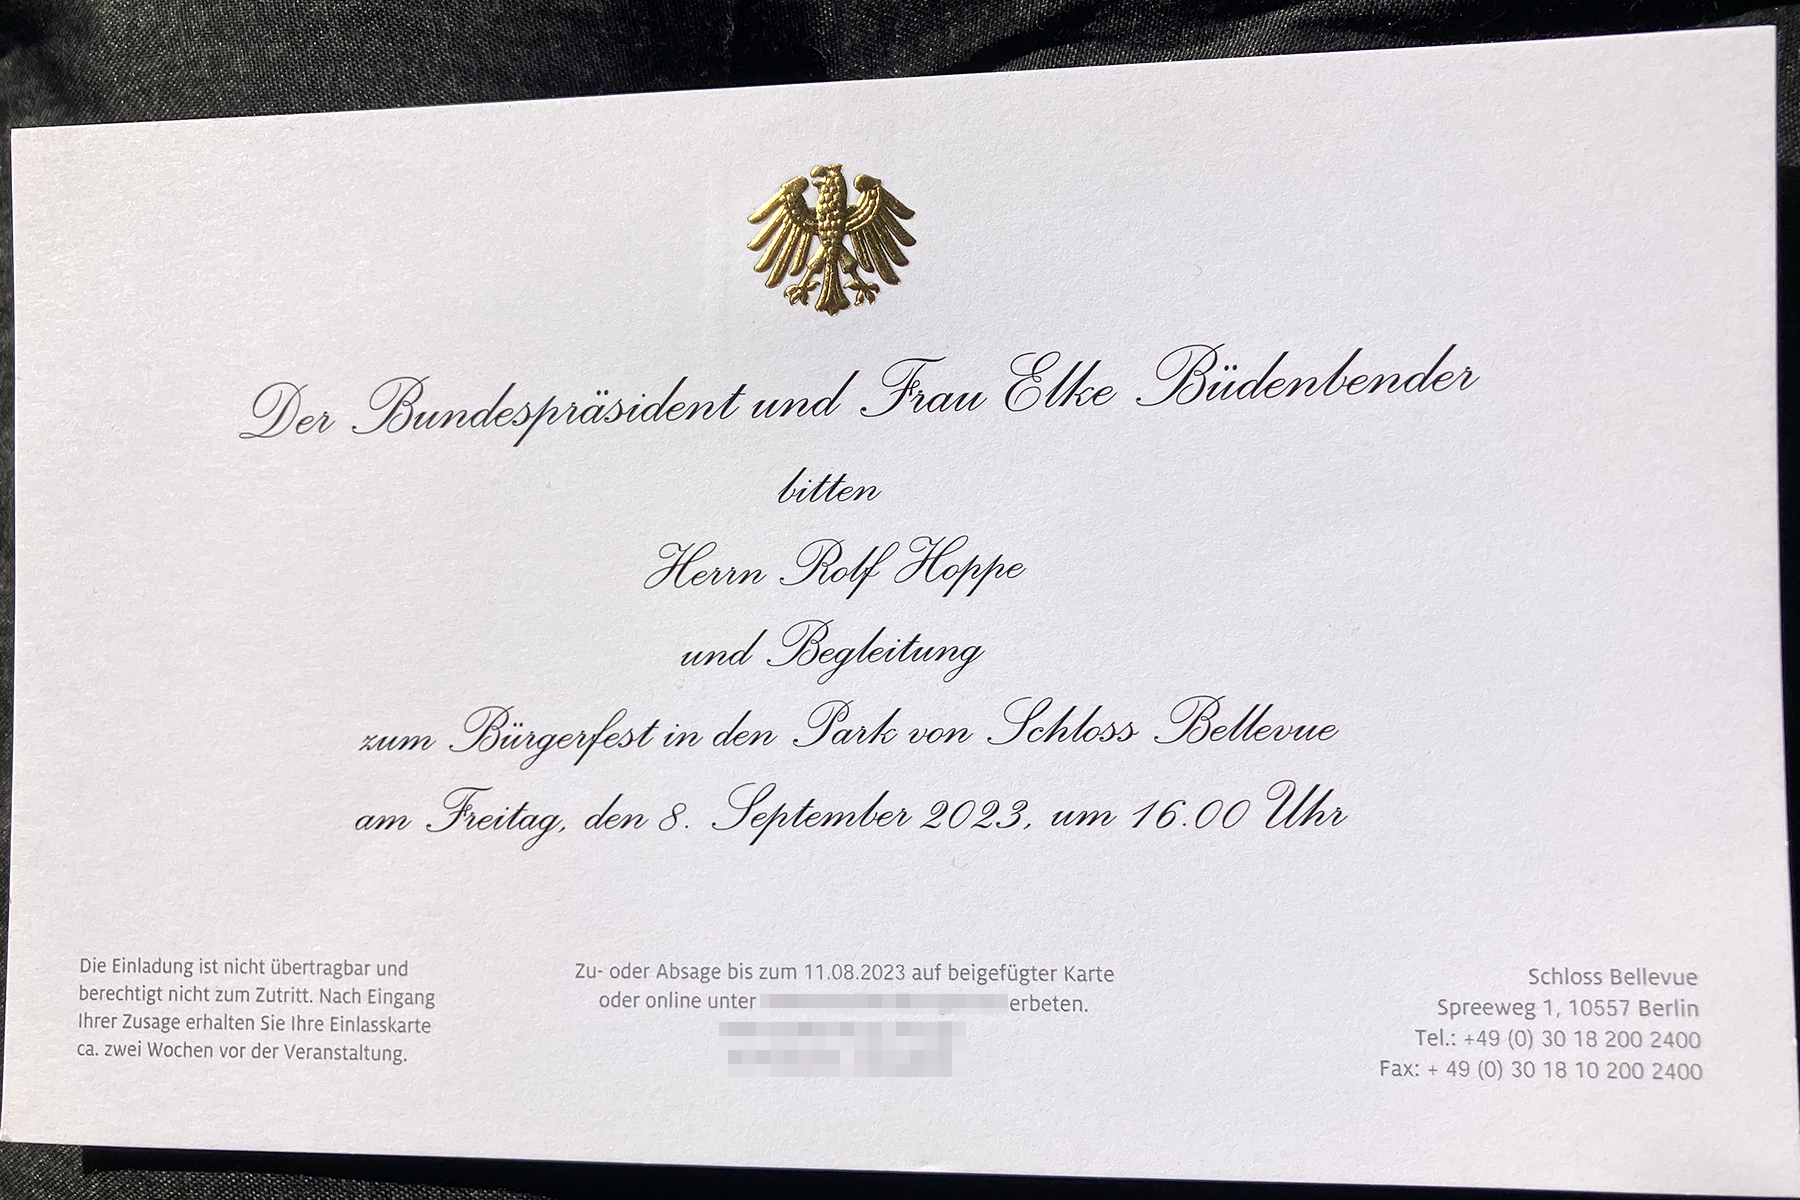 Der Bundespräsident und Frau Elke Büdenbender
bitten
Herrn Rolf Hoppe
und Begleitung
zum Bürgerfest in den Park von Schloss Bellevue
am Freitag, den 8. September 2023, um 16.00 Uhr
Die Einladung ist nicht übertragbar und
berechtigt nicht zum Zutritt. Nach Eingang
Ihrer Zusage erhalten Sie Ihre Einlasskarte
ca. zwei Wochen vor der Veranstaltung.
Zu- oder Absage bis zum 11.08.2023 auf beigefügter Karte
oder online unter erbeten.
Schloss Bellevue
Spreeweg 1, 10557 Berlin
Tel.: +49 (0) 30 18 200 2400
Fax: + 49 (0) 30 18 10 200 2400